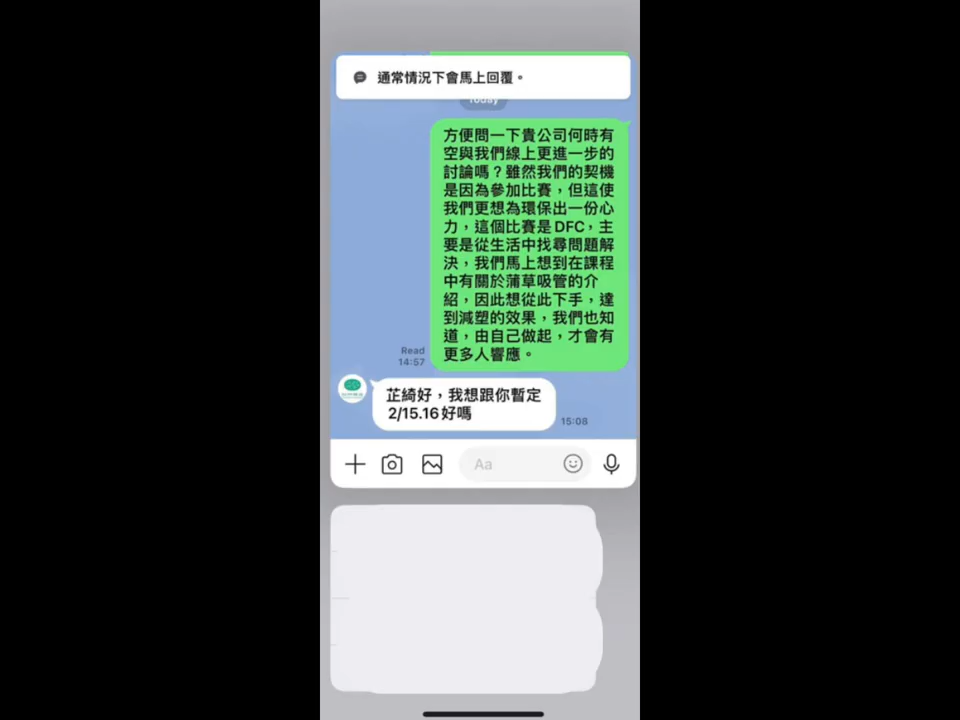 通常情況下會馬上回覆。
Today
方便問一下貴公司何時有
空與我們線上更進一步的
討論嗎？雖然我們的契機
是因為參加比賽，但這使
我們更想為環保出一份心
力，這個比賽是 DFC，主
要是從生活中找尋問題解
決，我們馬上想到在課程
中有關於蒲草吸管的介
紹，因此想從此下手，達
到減塑的效果，我們也知
道，由自己做起，才會有
更多人響應。
Read
14:57
芷綺好，我想跟你暫定
2/15.16好嗎
15:08
Aa